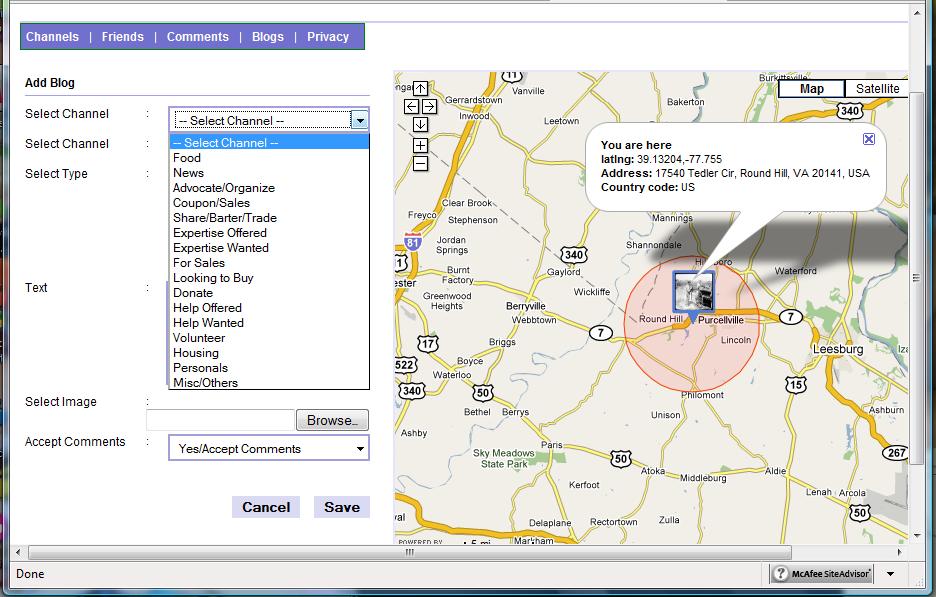 Channels | Friends | Comments | Blogs | Privacy
Add Blog
Select Channel :
-- Select Channel --
Select Channel :
Select Type :
-- Select Channel --
Food
News
Advocate/Organize
Coupon/Sales
Share/Barter/Trade
Expertise Offered
Expertise Wanted
For Sales
Looking to Buy
Donate
Help Offered
Help Wanted
Volunteer
Housing
Personals
Misc/Others
Text :
Select Image :
Browse...
Accept Comments :
Yes/Accept Comments
Cancel Save
Map Satellite
You are here
latlng: 39.13204,-77.755
Address: 17540 Tedler Cir, Round Hill, VA 20141, USA
Country code: US
11
Vanville
Burkittsville
Gerrardstown
Inwood
Bakerton
340
Leetown
Clear Brook
Mannings
Freyco
Stephenson
81
Jordan
Springs
Shannondale
340
Gaylord
Waterford
Burnt
Factory
Wickliffe
Greenwood
Heights
Berryville
Webbtown
Round Hill
Purcellville
7
7
Lincoln
17
Briggs
Leesburg
522
Boyce
Waterloo
340
50
15
Philomont
Bethel
Berrys
Unison
Ashburn
Ashby
Paris
267
Sky Meadows
State Park
50
Atoka
Aldie
Middleburg
Kerfoot
Lenah
Arcola
50
Delaplane
Rectortown
Zulla
Markham
POWERED BY
5 mi
Done
McAfee SiteAdvisor